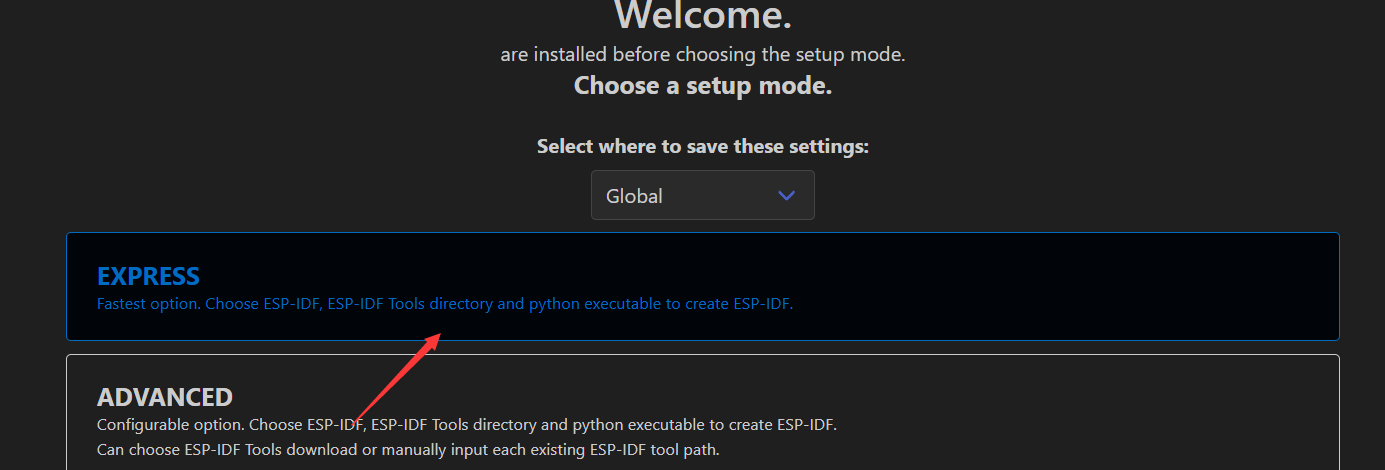 Welcome.
are installed before choosing the setup mode.
Choose a setup mode.
Select where to save these settings:
Global
EXPRESS
Fastest option. Choose ESP-IDF, ESP-IDF Tools directory and python executable to create ESP-IDF.
ADVANCED
Configurable option. Choose ESP-IDF, ESP-IDF Tools directory and python executable to create ESP-IDF.
Can choose ESP-IDF Tools download or manually input each existing ESP-IDF tool path.